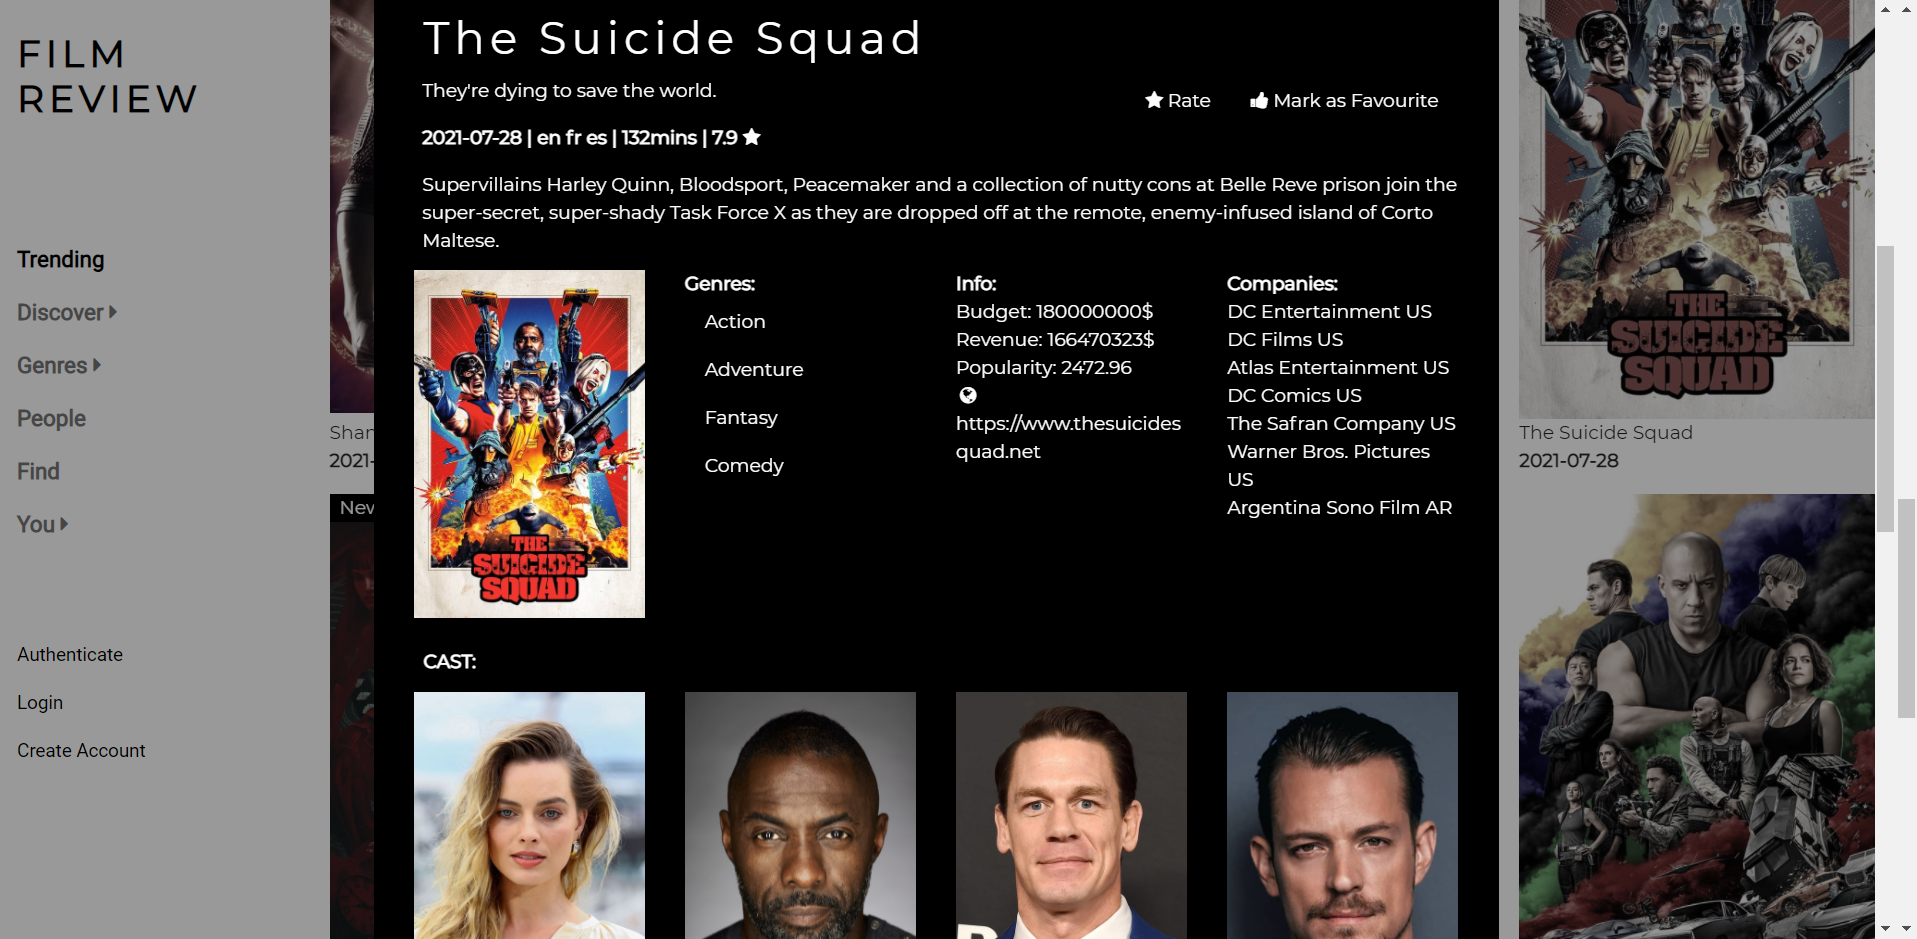 FILM
REVIEW
Trending
Discover
Genres
People
Find
You
Authenticate
Login
Create Account
Shan
2021-
New
The Suicide Squad
They're dying to save the world.
Rate
Mark as Favourite
2021-07-28 | en fr es | 132mins | 7.9
Supervillains Harley Quinn, Bloodsport, Peacemaker and a collection of nutty cons at Belle Reve prison join the
super-secret, super-shady Task Force X as they are dropped off at the remote, enemy-infused island of Corto
Maltese.
THE
SUICIDE
SQUAD
Genres:
Action
Adventure
Fantasy
Comedy
Info:
Budget: 180000000$
Revenue: 166470323$
Popularity: 2472.96
https://www.thesuicides
quad.net
Companies:
DC Entertainment US
DC Films US
Atlas Entertainment US
DC Comics US
The Safran Company US
Warner Bros. Pictures
US
Argentina Sono Film AR
CAST:
THE
SUICIDE
SQUAD
The Suicide Squad
2021-07-28